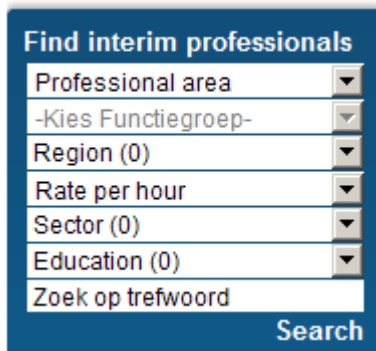 Find interim professionals
Professional area
-Kies Functiegroep-
Region (0)
Rate per hour
Sector (0)
Education (0)
Zoek op trefwoord
Search